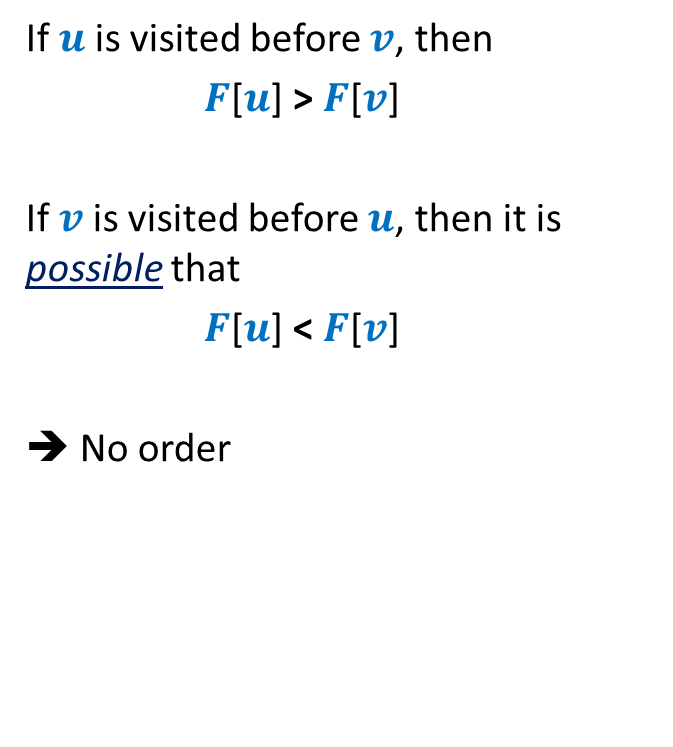 If u is visited before v, then
F[u] > F[v]
If v is visited before u, then it is
possible that
F[u] < F[v]
➔ No order